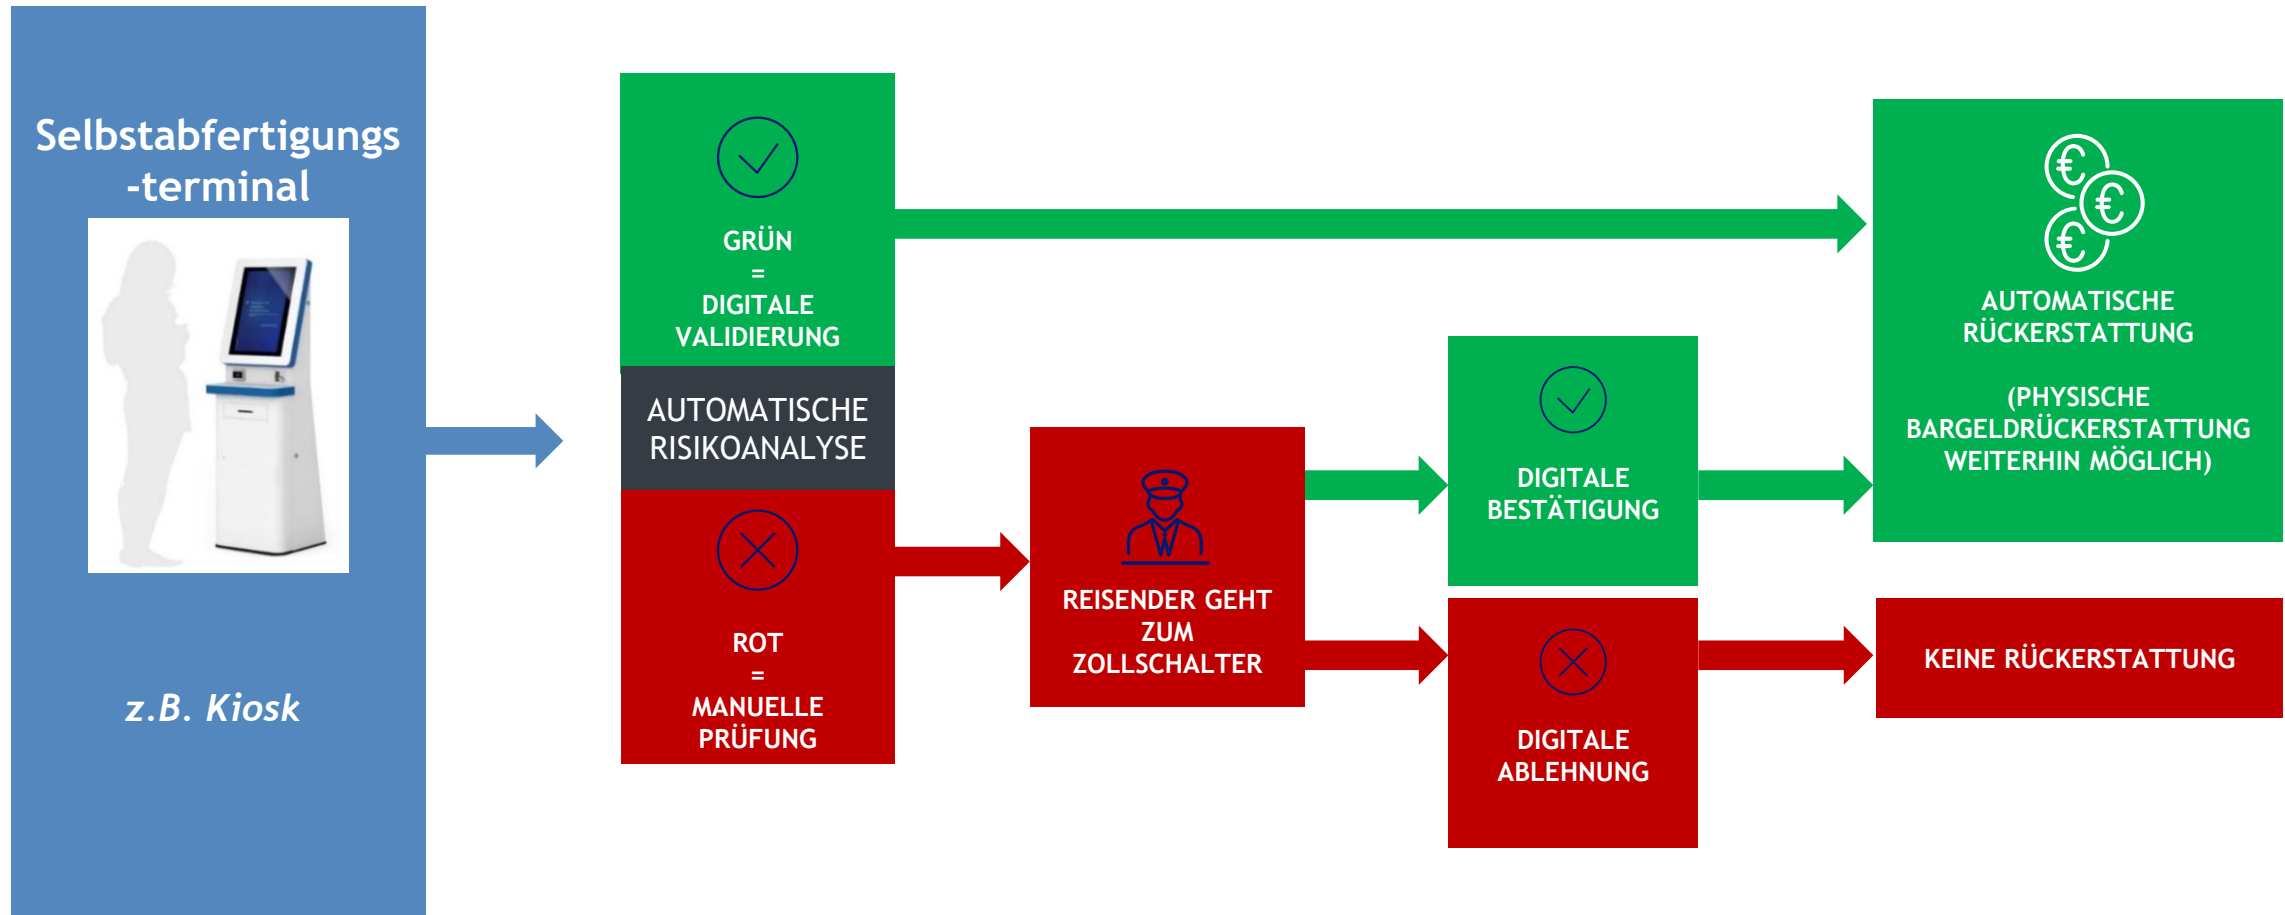 Selbstabfertigungs
-terminal
z.B. Kiosk
GRÜN
=
DIGITALE
VALIDIERUNG
AUTOMATISCHE
RISIKOANALYSE
ROT
=
MANUELLE
PRÜFUNG
REISENDER GEHT
ZUM
ZOLLSCHALTER
DIGITALE
BESTÄTIGUNG
DIGITALE
ABLEHNUNG
AUTOMATISCHE
RÜCKERSTATTUNG
(PHYSISCHE
BARGELDRÜCKERSTATTUNG
WEITERHIN MÖGLICH)
KEINE RÜCKERSTATTUNG